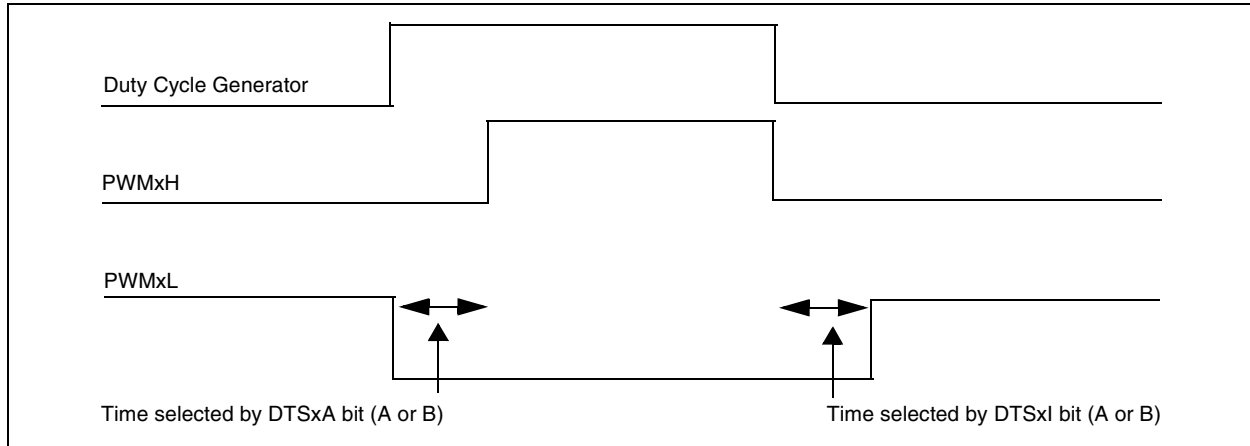 Duty Cycle Generator
PWMxH
PWMxL
Time selected by DTSxA bit (A or B)
Time selected by DTSxI bit (A or B)